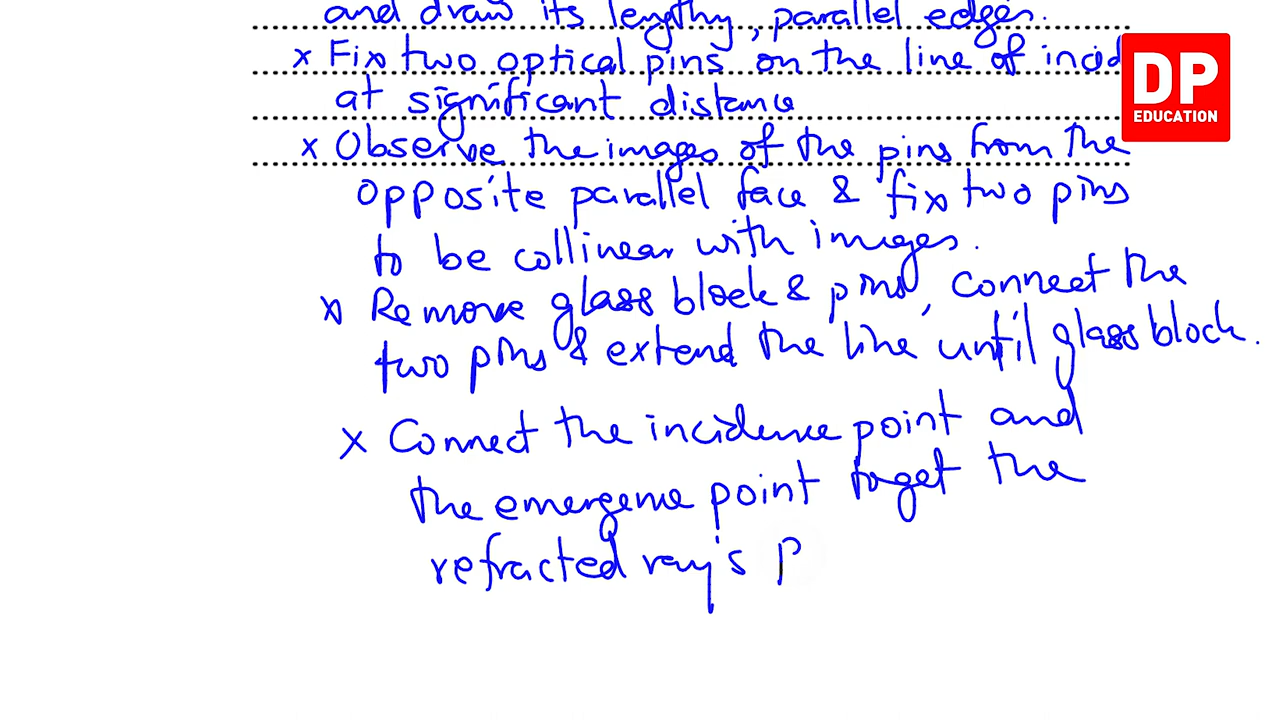 and draw its lengthy, parallel edges.
x Fix two optical pins on the line of incid
at significant distance
x Observe the images of the pins from the
opposite parallel face & fix two pins
to be collinear with images.
x Remove glass block & pins, connect the
two pins & extend the line until glass block.
x Connect the incidence point and
the emergence point to get the
refracted ray's p
DP
EDUCATION